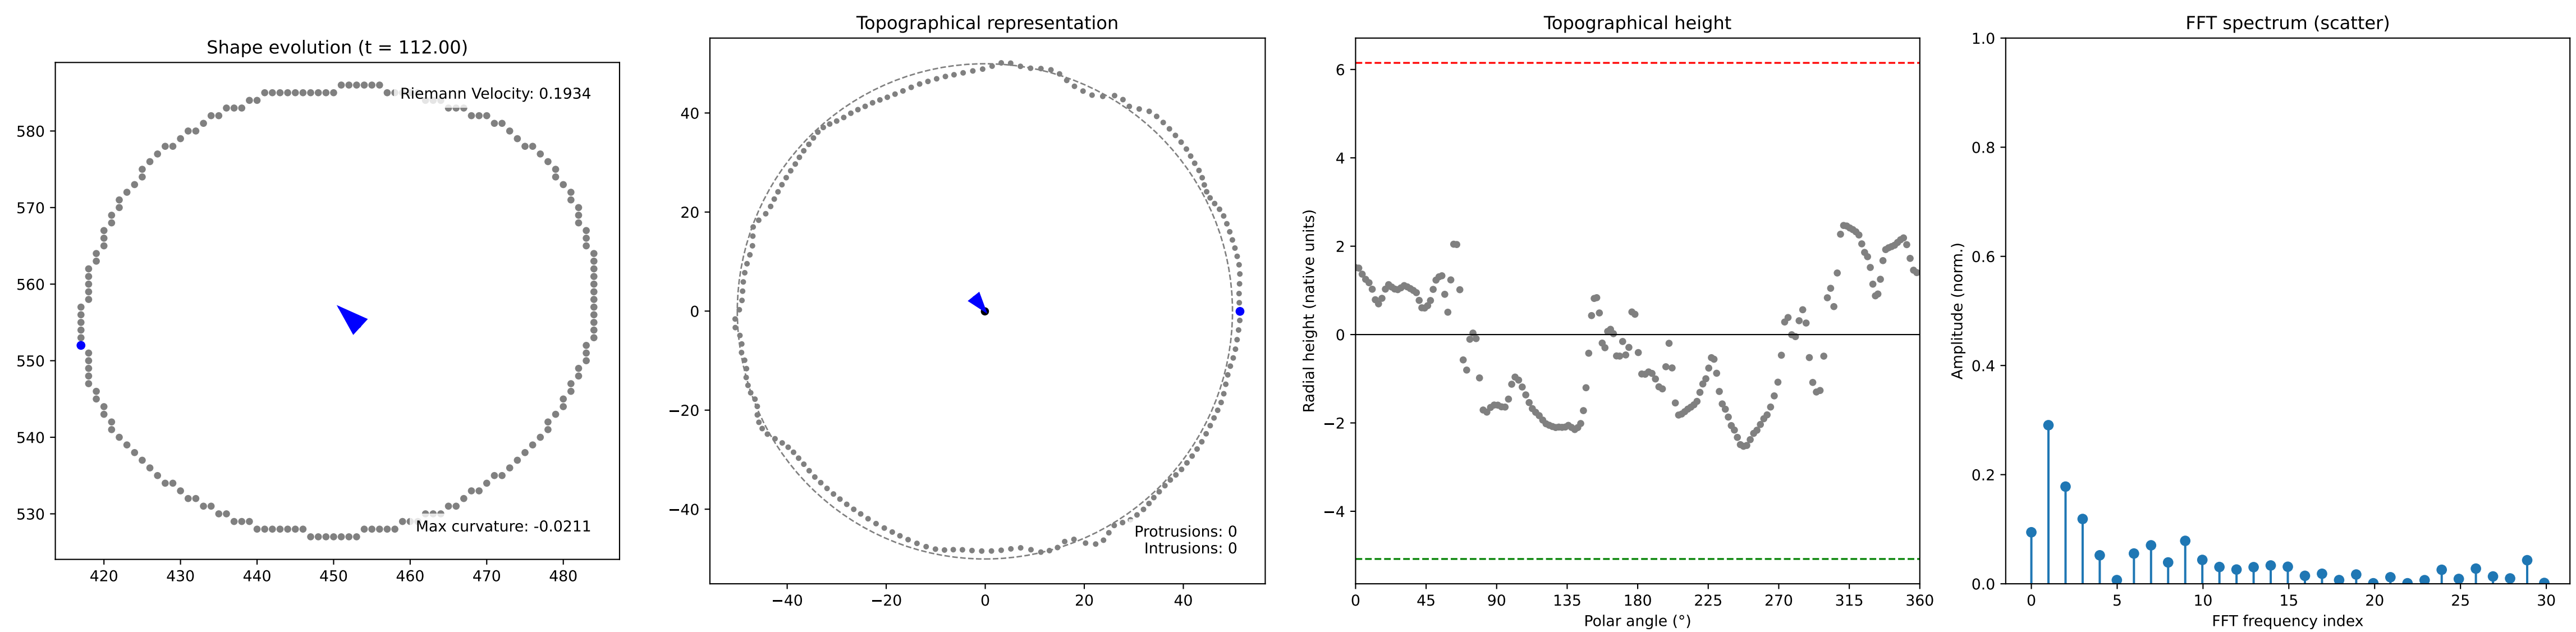 Shape evolution (t = 112.00)
Riemann Velocity: 0.1934
Max curvature: -0.0211
580
570
560
550
540
530
420 430 440 450 460 470 480
Topographical representation
40
20
0
−20
−40
Protrusions: 0
Intrusions: 0
−40 −20 0 20 40
Topographical height
Radial height (native units)
6
4
2
0
−2
−4
0 45 90 135 180 225 270 315 360
Polar angle (°)
FFT spectrum (scatter)
Amplitude (norm.)
1.0
0.8
0.6
0.4
0.2
0.0
0 5 10 15 20 25 30
FFT frequency index